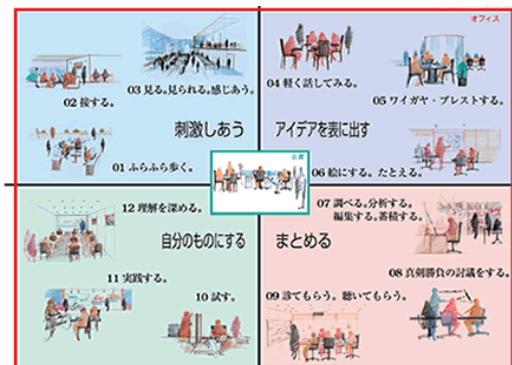 オフィス
03 見る。見られる。感じあう。
02 接する。
刺激しあう
01 ふらふら歩く。
04 軽く話してみる。
05 ワイガヤ・ブレストする。
アイデアを表に出す
06 絵にする。たとえる。
会議
12 理解を深める。
自分のものにする
11 実践する。
10 試す。
07 調べる。分析する。
編集する。蓄積する。
まとめる
08 真剣勝負の討議をする。
09 診てもらう。聴いてもらう。